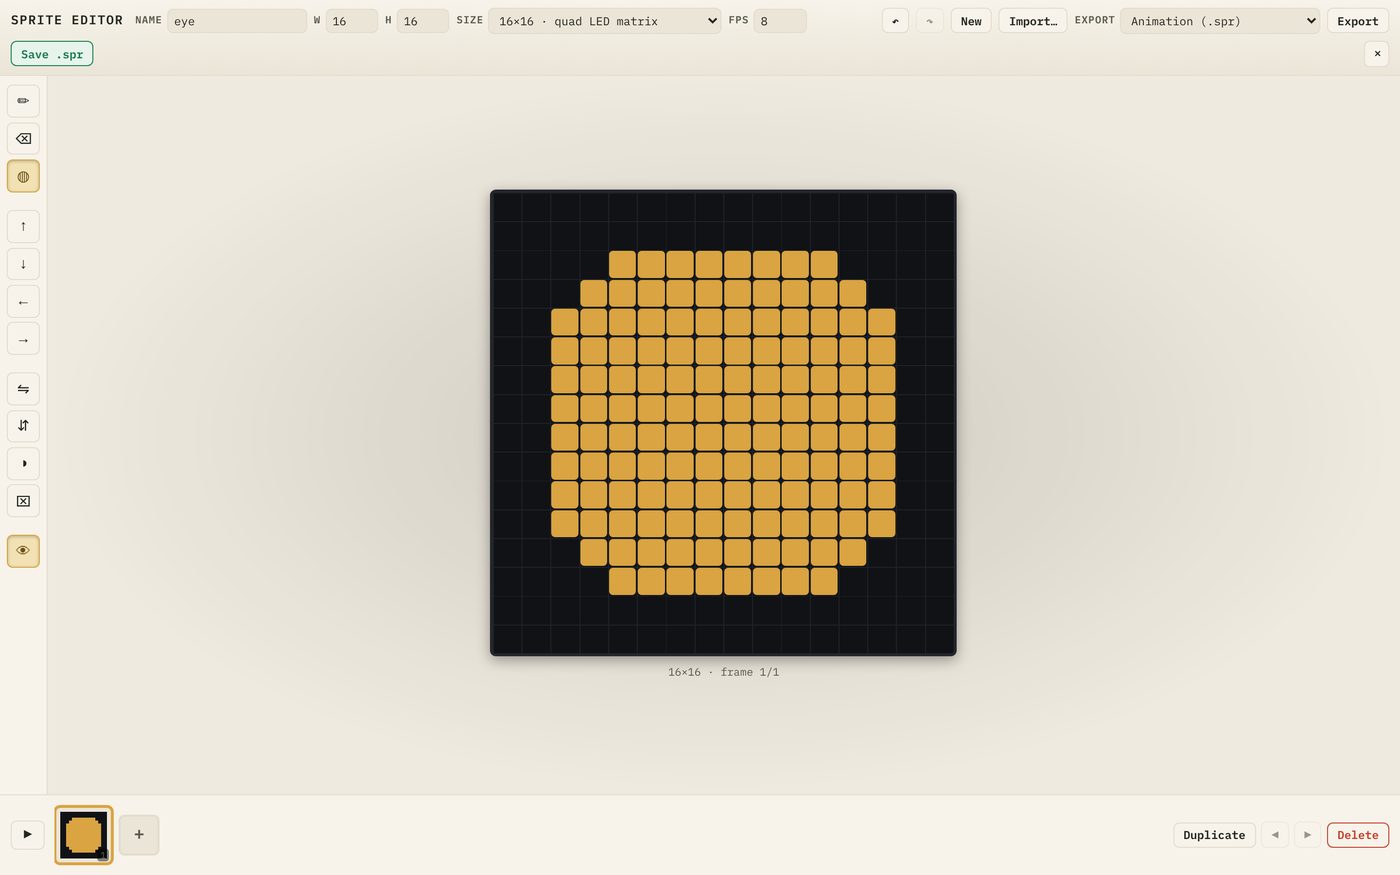 SPRITE EDITOR NAME eye W 16 H 16 SIZE 16×16 · quad LED matrix FPS 8 New Import… EXPORT Animation (.spr) Export
Save .spr
16×16 · frame 1/1
1
Duplicate Delete